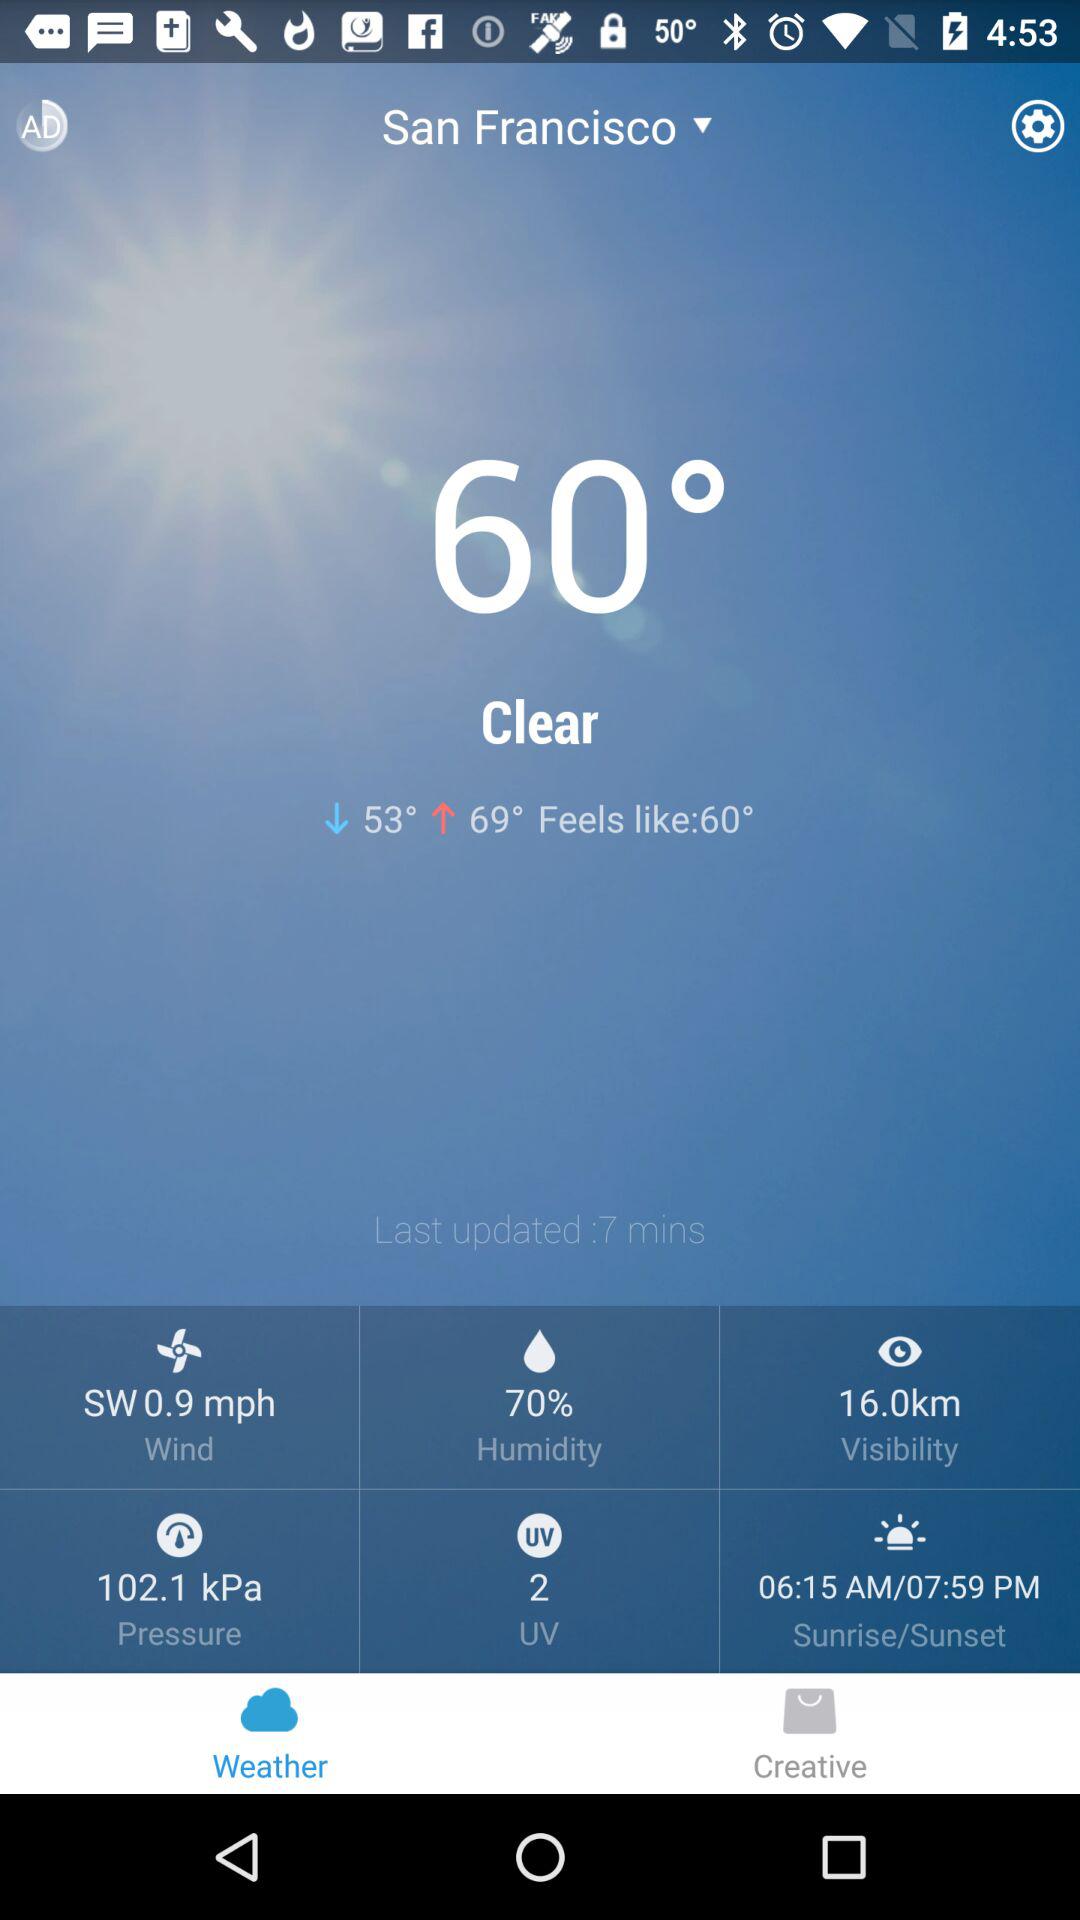 FAKE 50° 4:53
AD San Francisco
60°
Clear
53° 69° Feels like:60°
Last updated :7 mins
SW 0.9 mph 70% 16.0km
Wind Humidity Visibility
UV
102.1 kPa 2 06:15 AM/07:59 PM
Pressure UV Sunrise/Sunset
Weather Creative